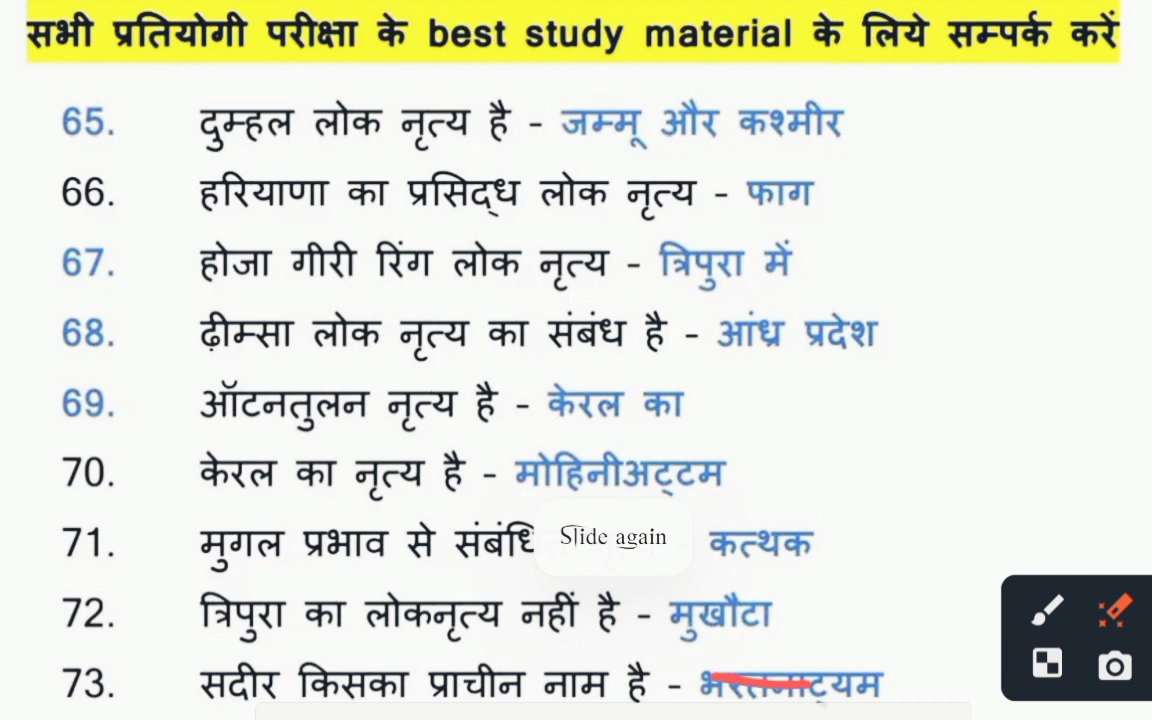 सभी प्रतियोगी परीक्षा के best study material के लिये सम्पर्क करें
65. दुम्हल लोक नृत्य है - जम्मू और कश्मीर
66. हरियाणा का प्रसिद्ध लोक नृत्य - फाग
67. होजा गीरी रिंग लोक नृत्य - त्रिपुरा में
68. ढ़ीम्सा लोक नृत्य का संबंध है - आंध्र प्रदेश
69. ऑटनतुलन नृत्य है - केरल का
70. केरल का नृत्य है - मोहिनीअट्टम
71. मुगल प्रभाव से कत्थक
Slide again
72. त्रिपुरा का लोकनृत्य नहीं है - मुखौटा
73. सदीर किसका प्राचीन नाम है - भरतनाट्यम